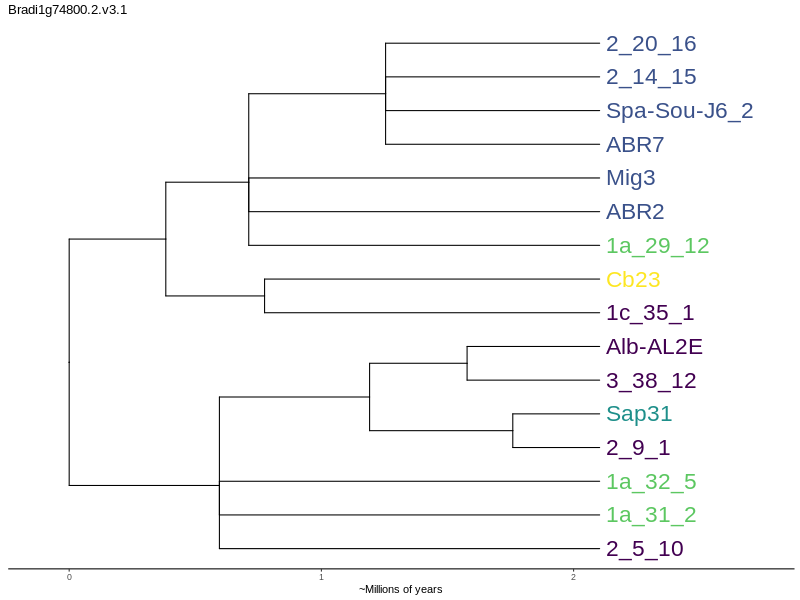 Bradi1g74800.2.v3.1
2_20_16
2_14_15
Spa-Sou-J6_2
ABR7
Mig3
ABR2
1a_29_12
Cb23
1c_35_1
Alb-AL2E
3_38_12
Sap31
2_9_1
1a_32_5
1a_31_2
2_5_10
0 1 2
~Millions of years